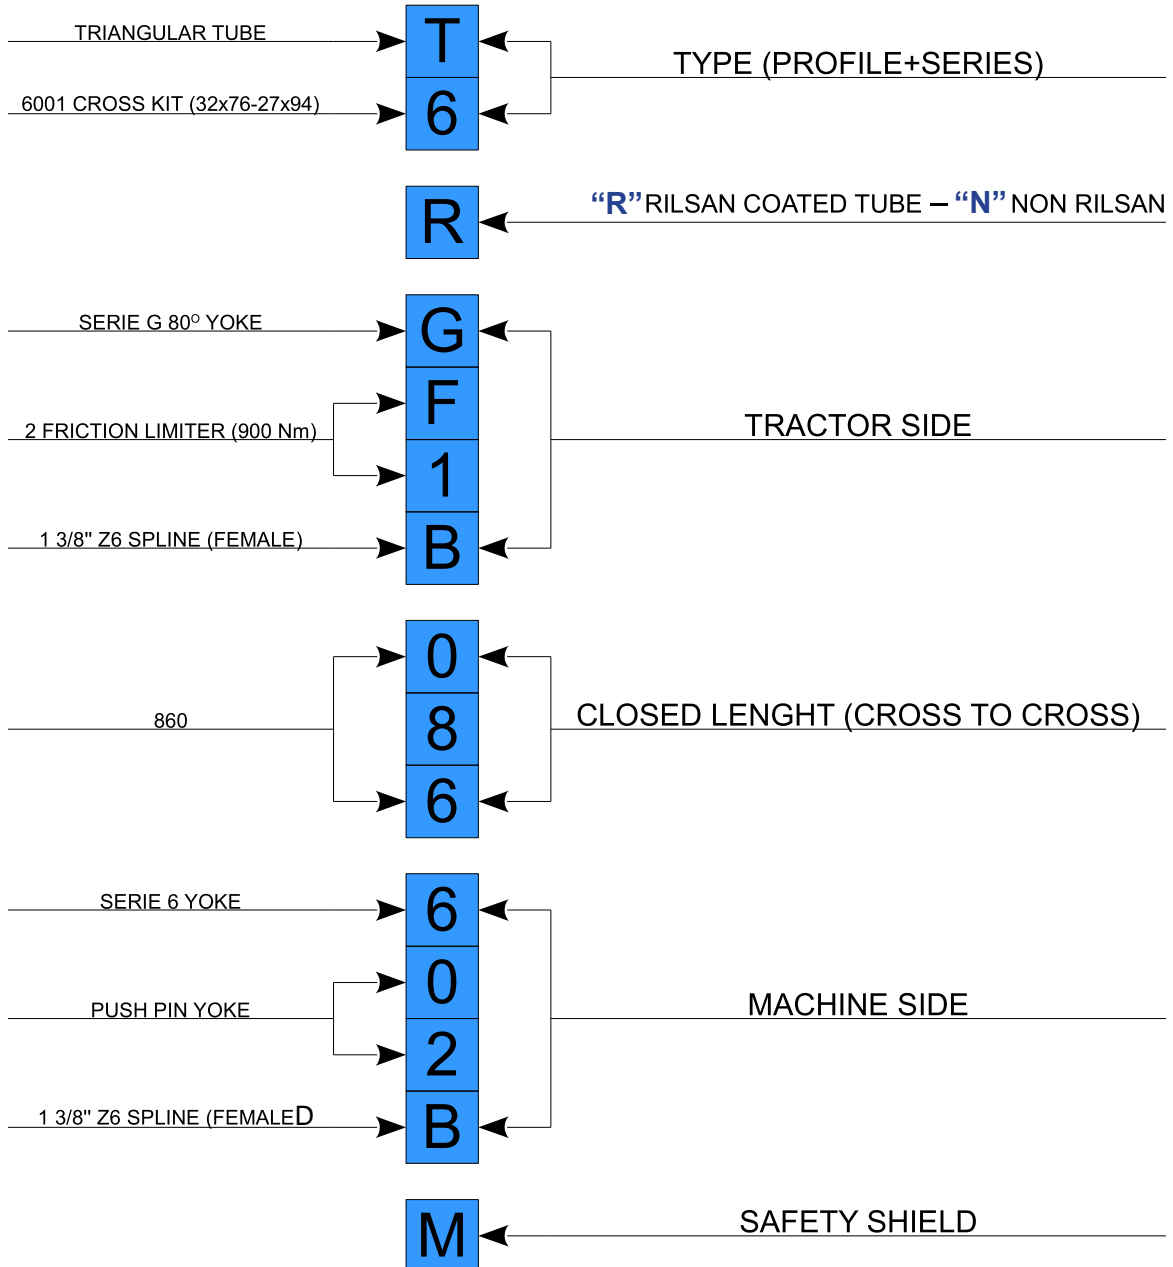 TRIANGULAR TUBE
T
TYPE (PROFILE+SERIES)
6001 CROSS KIT (32x76-27x94)
6
R
“R” RILSAN COATED TUBE – “N” NON RILSAN
SERIE G 80° YOKE
G
F
2 FRICTION LIMITER (900 Nm)
TRACTOR SIDE
1
1 3/8" Z6 SPLINE (FEMALE)
B
0
860
8
CLOSED LENGHT (CROSS TO CROSS)
6
SERIE 6 YOKE
6
0
PUSH PIN YOKE
MACHINE SIDE
2
1 3/8" Z6 SPLINE (FEMALED
B
M
SAFETY SHIELD